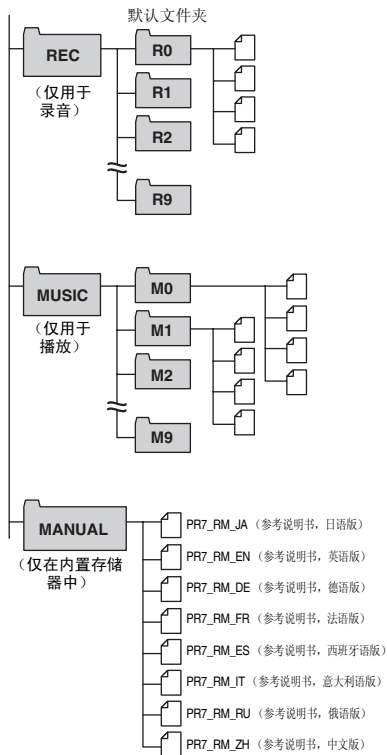 默认文件夹
REC
R0
（仅用于
录音）
R1
R2
R9
MUSIC
M0
（仅用于
播放）
M1
M2
M9
MANUAL
（仅在内置存储
器中）
PR7_RM_JA（参考说明书，日语版）
PR7_RM_EN（参考说明书，英语版）
PR7_RM_DE（参考说明书，德语版）
PR7_RM_FR（参考说明书，法语版）
PR7_RM_ES（参考说明书，西班牙语版）
PR7_RM_IT（参考说明书，意大利语版）
PR7_RM_RU（参考说明书，俄语版）
PR7_RM_ZH（参考说明书，中文版）